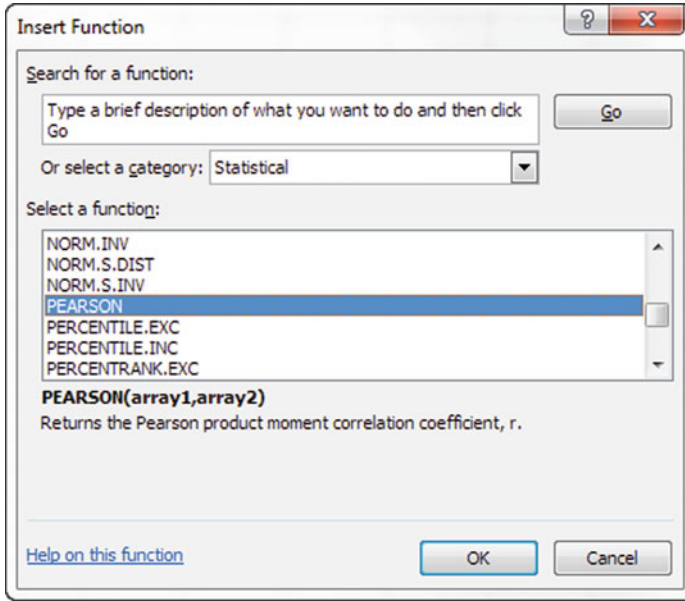 Insert Function
Search for a function:
Type a brief description of what you want to do and then click
Go
Go
Or select a category: Statistical
Select a function:
NORM.INV
NORM.S.DIST
NORM.S.INV
PEARSON
PERCENTILE.EXC
PERCENTILE.INC
PERCENTRANK.EXC
PEARSON(array1,array2)
Returns the Pearson product moment correlation coefficient, r.
Help on this function
OK
Cancel